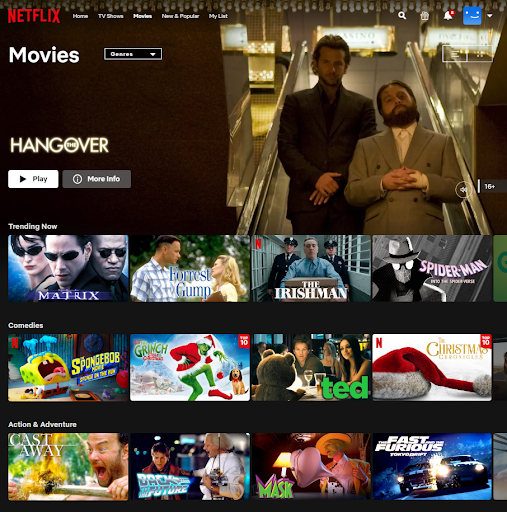 NETFLIX Home TV Shows Movies New & Popular My List
Movies Genres
CASINO
THE
HANGOVER
Play More Info
16+
Trending Now
MATRIX
Forrest
Gump
N
THE
IRISHMAN
SPIDER-MAN
INTO THE SPIDER-VERSE
Comedies
N
THE
SPONGEBOB
MOVIE
SPONGE ON THE RUN
THE
GRINCH
TOP
10
ted
N
THE
CHRISTMAS
CHRONICLES
TOP
10
Action & Adventure
CAST
AWAY
BACK
TO THE
FUTURE
THE
MASK
THE
FAST AND THE
FURIOUS
TOKYO DRIFT